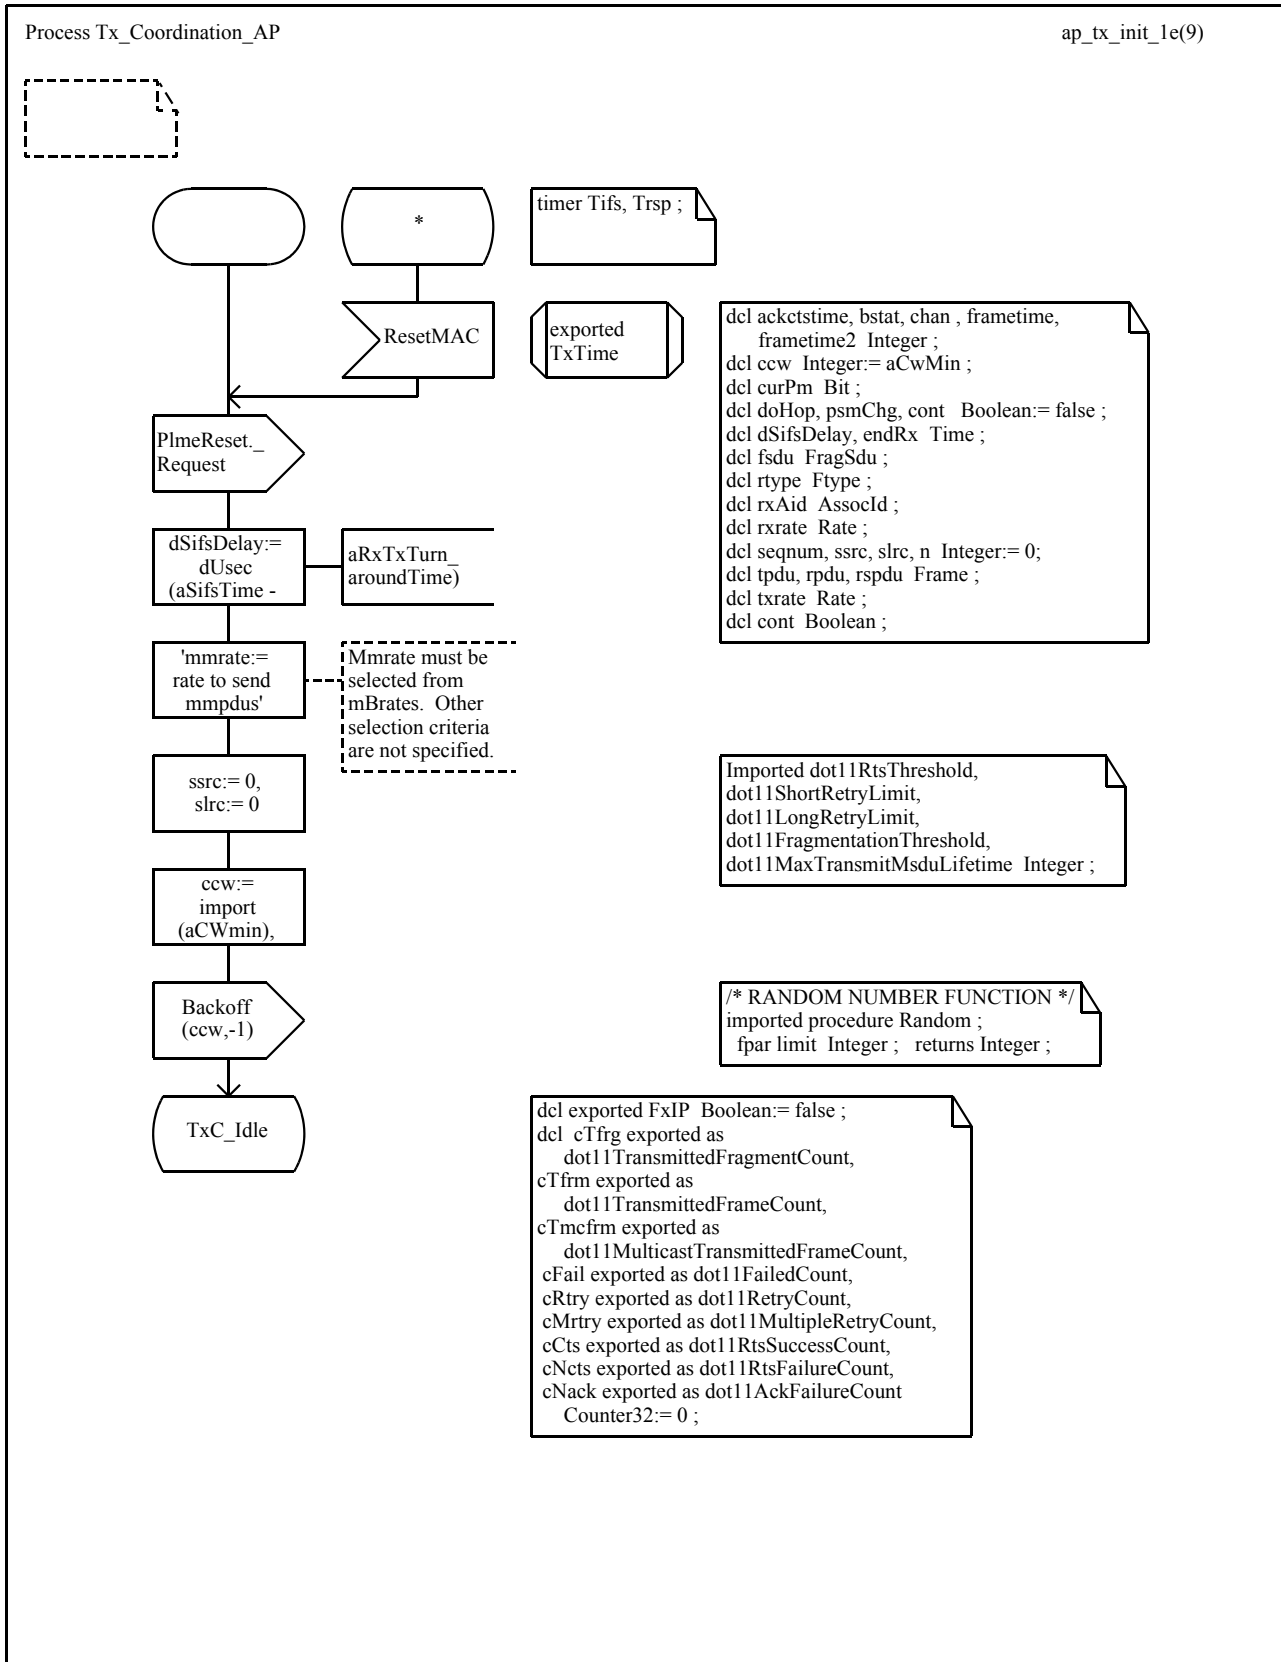 Process Tx_Coordination_AP
ap_tx_init_1e(9)
*
timer Tifs, Trsp ;
ResetMAC
exported
TxTime
dcl ackctstime, bstat, chan , frametime,
frametime2 Integer ;
dcl ccw Integer:= aCwMin ;
dcl curPm Bit ;
dcl doHop, psmChg, cont Boolean:= false ;
dcl dSifsDelay, endRx Time ;
dcl fsdu FragSdu ;
dcl rtype Ftype ;
dcl rxAid AssocId ;
dcl rxrate Rate ;
dcl seqnum, ssrc, slrc, n Integer:= 0;
dcl tpdu, rpdu, rspdu Frame ;
dcl txrate Rate ;
dcl cont Boolean ;
PlmeReset._
Request
dSifsDelay:=
dUsec
(aSifsTime -
aRxTxTurn_
aroundTime)
'mmrate:=
rate to send
mmpdus'
Mmrate must be
selected from
mBrates. Other
selection criteria
are not specified.
ssrc:= 0,
slrc:= 0
Imported dot11RtsThreshold,
dot11ShortRetryLimit,
dot11LongRetryLimit,
dot11FragmentationThreshold,
dot11MaxTransmitMsduLifetime Integer ;
ccw:=
import
(aCWmin),
Backoff
(ccw,-1)
/* RANDOM NUMBER FUNCTION */
imported procedure Random ;
fpar limit Integer ; returns Integer ;
TxC_Idle
dcl exported FxIP Boolean:= false ;
dcl cTfrg exported as
dot11TransmittedFragmentCount,
cTfrm exported as
dot11TransmittedFrameCount,
cTmcfrm exported as
dot11MulticastTransmittedFrameCount,
cFail exported as dot11FailedCount,
cRtry exported as dot11RetryCount,
cMrtry exported as dot11MultipleRetryCount,
cCts exported as dot11RtsSuccessCount,
cNcts exported as dot11RtsFailureCount,
cNack exported as dot11AckFailureCount
Counter32:= 0 ;